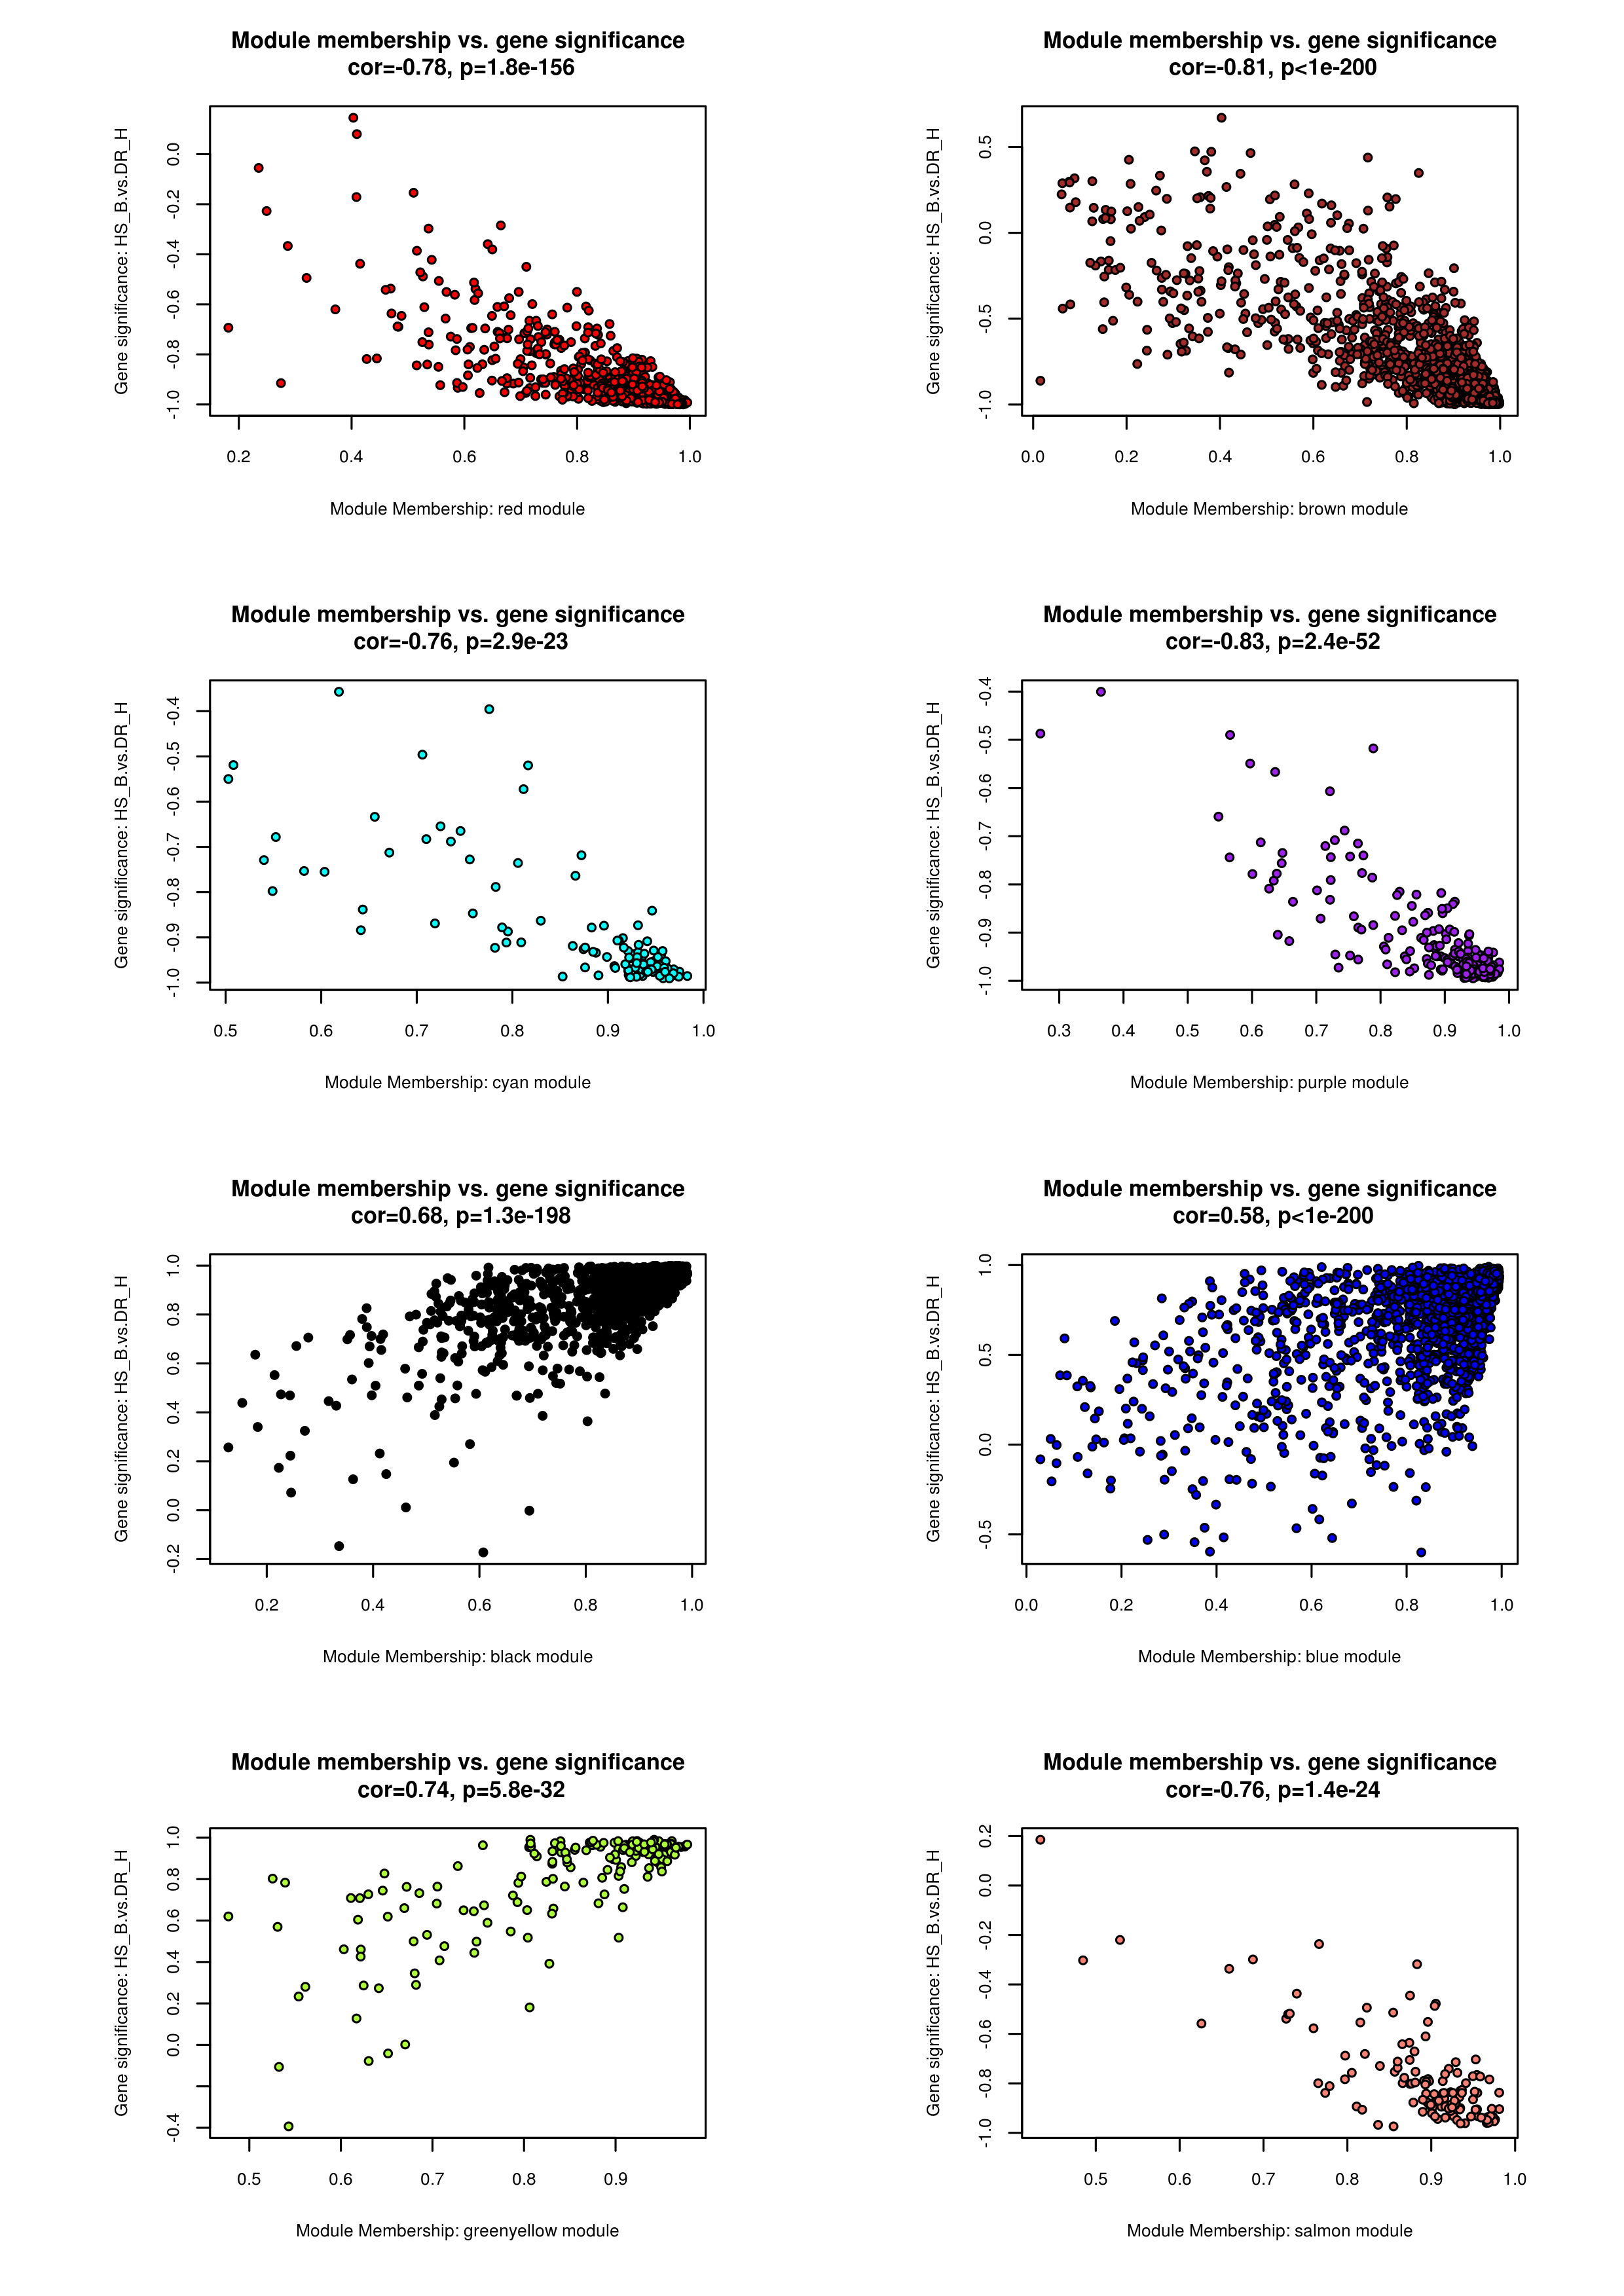 Module membership vs. gene significance
cor=-0.78, p=1.8e-156
Gene significance: HS_B.vs.DR_H
0.0
-0.2
-0.4
-0.6
-0.8
-1.0
0.2 0.4 0.6 0.8 1.0
Module Membership: red module
Module membership vs. gene significance
cor=-0.81, p<1e-200
Gene significance: HS_B.vs.DR_H
0.5
0.0
-0.5
-1.0
0.0 0.2 0.4 0.6 0.8 1.0
Module Membership: brown module
Module membership vs. gene significance
cor=-0.76, p=2.9e-23
Gene significance: HS_B.vs.DR_H
-0.4
-0.5
-0.6
-0.7
-0.8
-0.9
-1.0
0.5 0.6 0.7 0.8 0.9 1.0
Module Membership: cyan module
Module membership vs. gene significance
cor=-0.83, p=2.4e-52
Gene significance: HS_B.vs.DR_H
-0.4
-0.5
-0.6
-0.7
-0.8
-0.9
-1.0
0.3 0.4 0.5 0.6 0.7 0.8 0.9 1.0
Module Membership: purple module
Module membership vs. gene significance
cor=0.68, p=1.3e-198
Gene significance: HS_B.vs.DR_H
1.0
0.8
0.6
0.4
0.2
0.0
-0.2
0.2 0.4 0.6 0.8 1.0
Module Membership: black module
Module membership vs. gene significance
cor=0.58, p<1e-200
Gene significance: HS_B.vs.DR_H
1.0
0.5
0.0
-0.5
0.0 0.2 0.4 0.6 0.8 1.0
Module Membership: blue module
Module membership vs. gene significance
cor=0.74, p=5.8e-32
Gene significance: HS_B.vs.DR_H
1.0
0.8
0.6
0.4
0.2
0.0
-0.4
0.5 0.6 0.7 0.8 0.9
Module Membership: greenyellow module
Module membership vs. gene significance
cor=-0.76, p=1.4e-24
Gene significance: HS_B.vs.DR_H
0.2
0.0
-0.2
-0.4
-0.6
-0.8
-1.0
0.5 0.6 0.7 0.8 0.9 1.0
Module Membership: salmon module